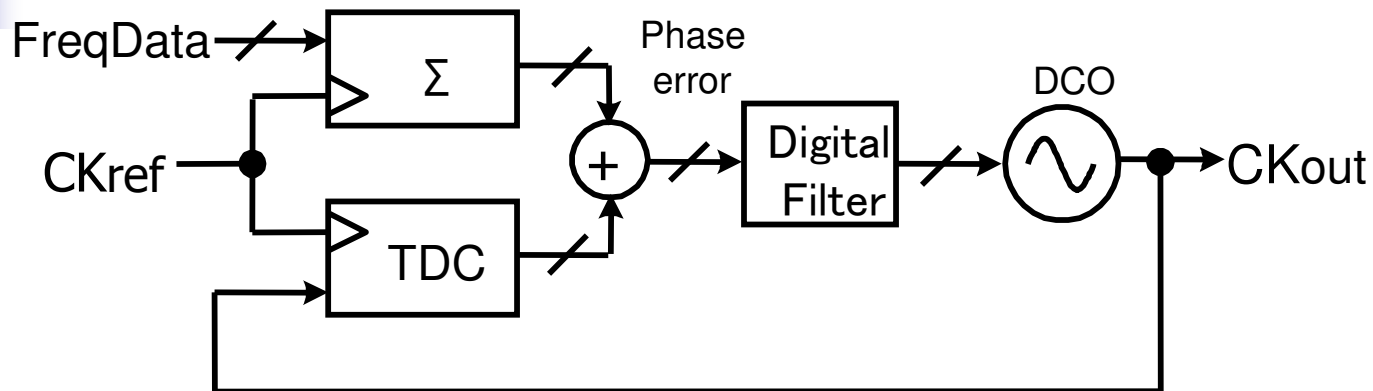 FreqData
Σ
Phase
error
DCO
CKref
+
Digital
Filter
CKout
TDC